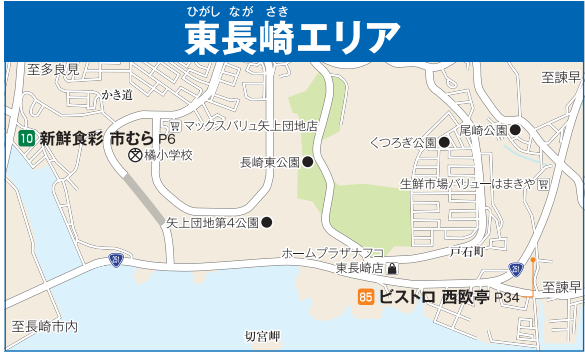 ひがし なが さき
東長崎エリア
至多良見
至諫早
かき道
マックスバリュ矢上団地店
尾崎公園
10 新鮮食彩 市むら P6
くつろぎ公園
橘小学校
長崎東公園
生鮮市場バリューはまきや
矢上団地第4公園
ホームプラザナフコ
東長崎店
戸石町
251
251
85 ビストロ 西欧亭 P34
至諫早
至長崎市内
切宮岬